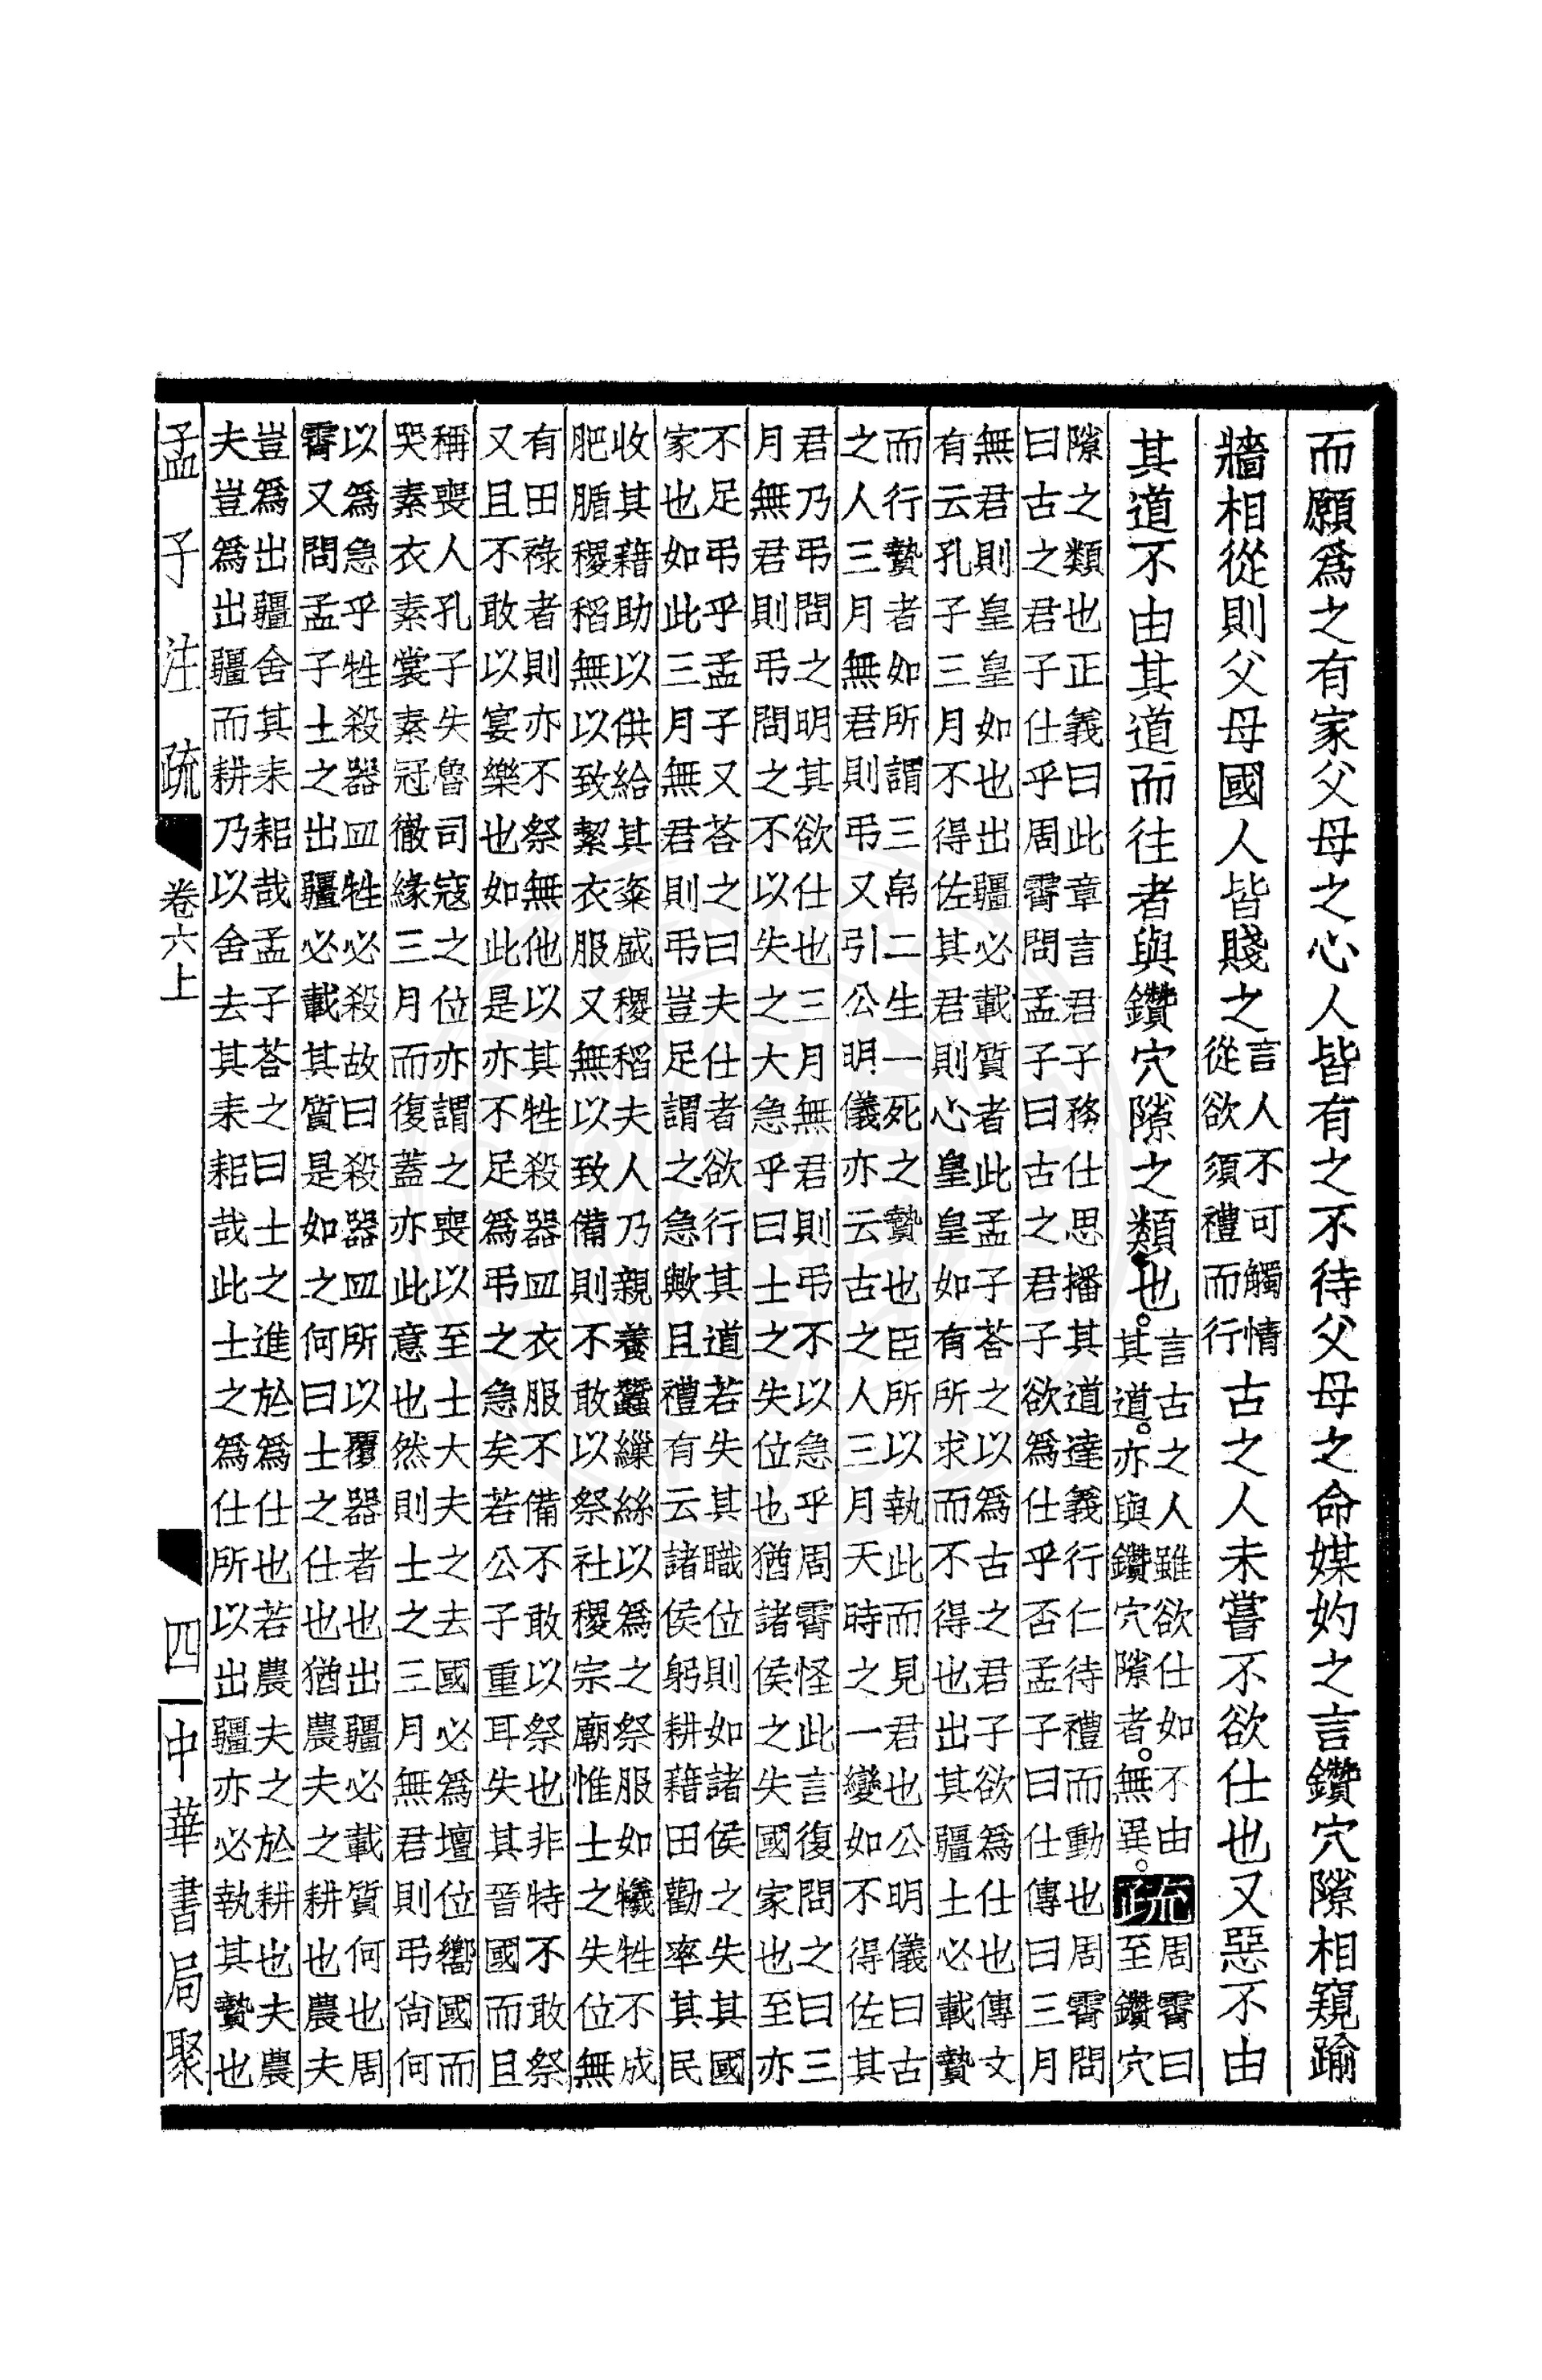 而願爲之有家父母之心人皆有之不待父母之命媒妁之言鑽穴隙相窺踰
牆相從則父母國人皆賤之
言人不可觸情
從欲須禮而行
古之人未嘗不欲仕也又惡不由
其道不由其道而往者與鑽穴隙之類也。
言古之人雖欲仕如不由
其道。亦與鑽穴隙者。無異。
疏
周霄曰
至鑽穴
隙之類也正義曰此章言君子務仕思播其道達義行仁待禮而動也周霄問
曰古之君子仕乎周霄問孟子曰古之君子欲爲仕乎否孟子曰仕傳曰三月
無君則皇皇如也出疆必載質者此孟子荅之以爲古之君子欲爲仕也傳文
有云孔子三月不得佐其君則心皇皇如有所求而不得也出其疆土必載贄
而行贄者如所謂三帛二生一死之贄也臣所以執此而見君也公明儀曰古
之人三月無君則弔又引公明儀亦云古之人三月天時之一變如不得佐其
君乃弔問之明其欲仕也三月無君則弔不以急乎周霄怪此言復問之曰三
月無君則弔問之不以失之大急乎曰士之失位也猶諸侯之失國家也至亦
不足弔乎孟子又荅之曰夫仕者欲行其道若失其職位則如諸侯之失其國
家也如此三月無君則弔豈足謂之急歟且禮有云諸侯躬耕藉田勸率其民
收其藉助以供給其粢盛稷稻夫人乃親養蠶繅絲以爲之祭服如犧牲不成
肥腯稷稻無以致絜衣服又無以致備則不敢以祭社稷宗廟惟士之失位無
有田祿者則亦不祭無他以其牲殺器皿衣服不備不敢以祭也非特不敢祭
又且不敢以宴樂也如此是亦不足爲弔之急矣若公子重耳失其晉國而且
稱喪人孔子失魯司寇之位亦謂之喪以至士大夫之去國必爲壇位嚮國而
哭素衣素裳素冠徹緣三月而復蓋亦此意也然則士之三月無君則弔尚何
以爲急乎牲殺器皿牲必殺故曰殺器皿所以覆器者也出疆必載質何也周
霄又問孟子士之出疆必載其質是如之何曰士之仕也猶農夫之耕也農夫
豈爲出疆舍其耒耜哉孟子荅之曰士之進於爲仕也若農夫之於耕也夫農
夫豈爲出疆而耕乃以舍去其耒耜哉此士之爲仕所以出疆亦必執其贄也
孟子注疏 卷六上 四 中華書局聚